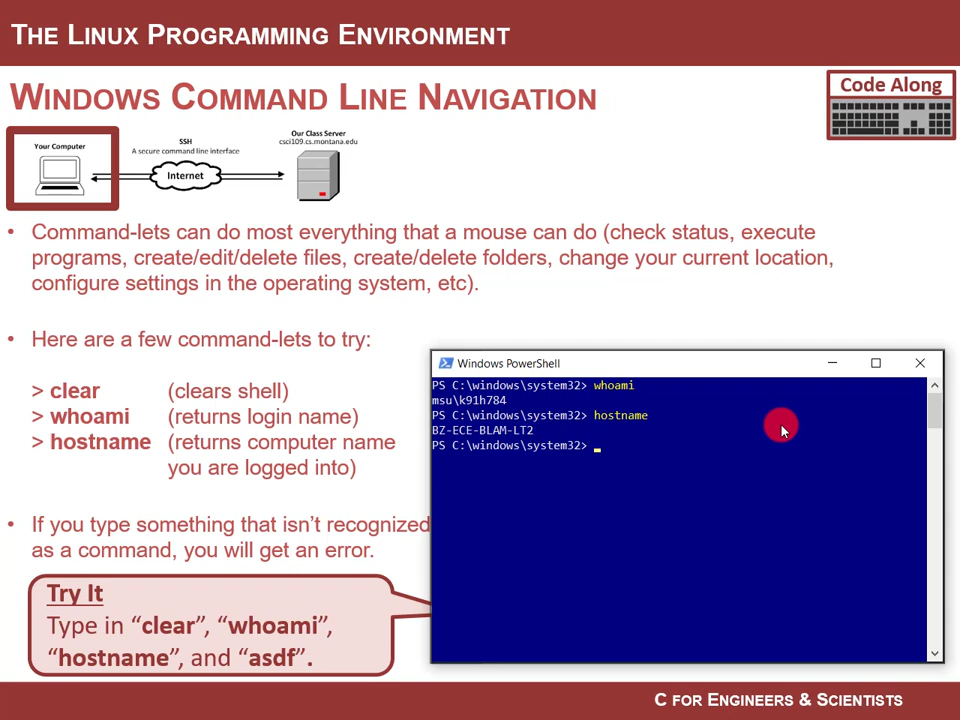 THE LINUX PROGRAMMING ENVIRONMENT
WINDOWS COMMAND LINE NAVIGATION
Code Along
Your Computer
SSH
A secure command line interface
Internet
Our Class Server
csci109.cs.montana.edu
• Command-lets can do most everything that a mouse can do (check status, execute
programs, create/edit/delete files, create/delete folders, change your current location,
configure settings in the operating system, etc).
• Here are a few command-lets to try:
> clear (clears shell)
> whoami (returns login name)
> hostname (returns computer name
you are logged into)
• If you type something that isn't recognized
as a command, you will get an error.
Try It
Type in “clear”, “whoami”,
“hostname”, and “asdf”.
Windows PowerShell
PS C:\windows\system32> whoami
msu\k91h784
PS C:\windows\system32> hostname
BZ-ECE-BLAM-LT2
PS C:\windows\system32>
C FOR ENGINEERS & SCIENTISTS